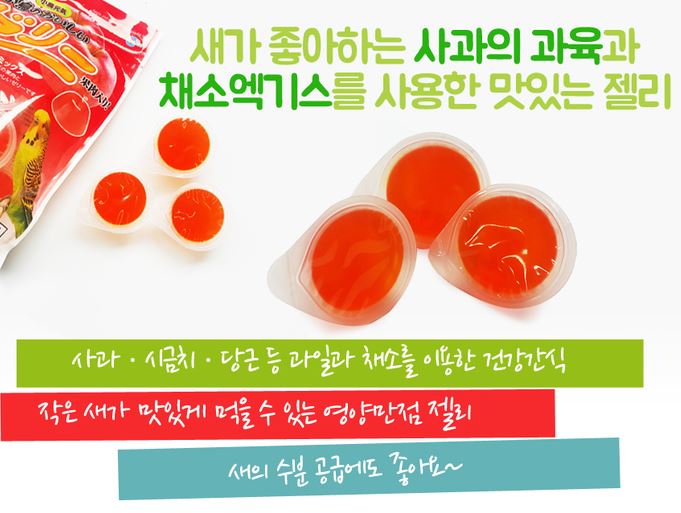 새가 좋아하는 사과의 과육과
채소엑기스를 사용한 맛있는 젤리
사과 · 시금치 · 당근 등 과일과 채소를 이용한 건강간식
작은 새가 맛있게 먹을 수 있는 영양만점 젤리
새의 수분 공급에도 좋아요~